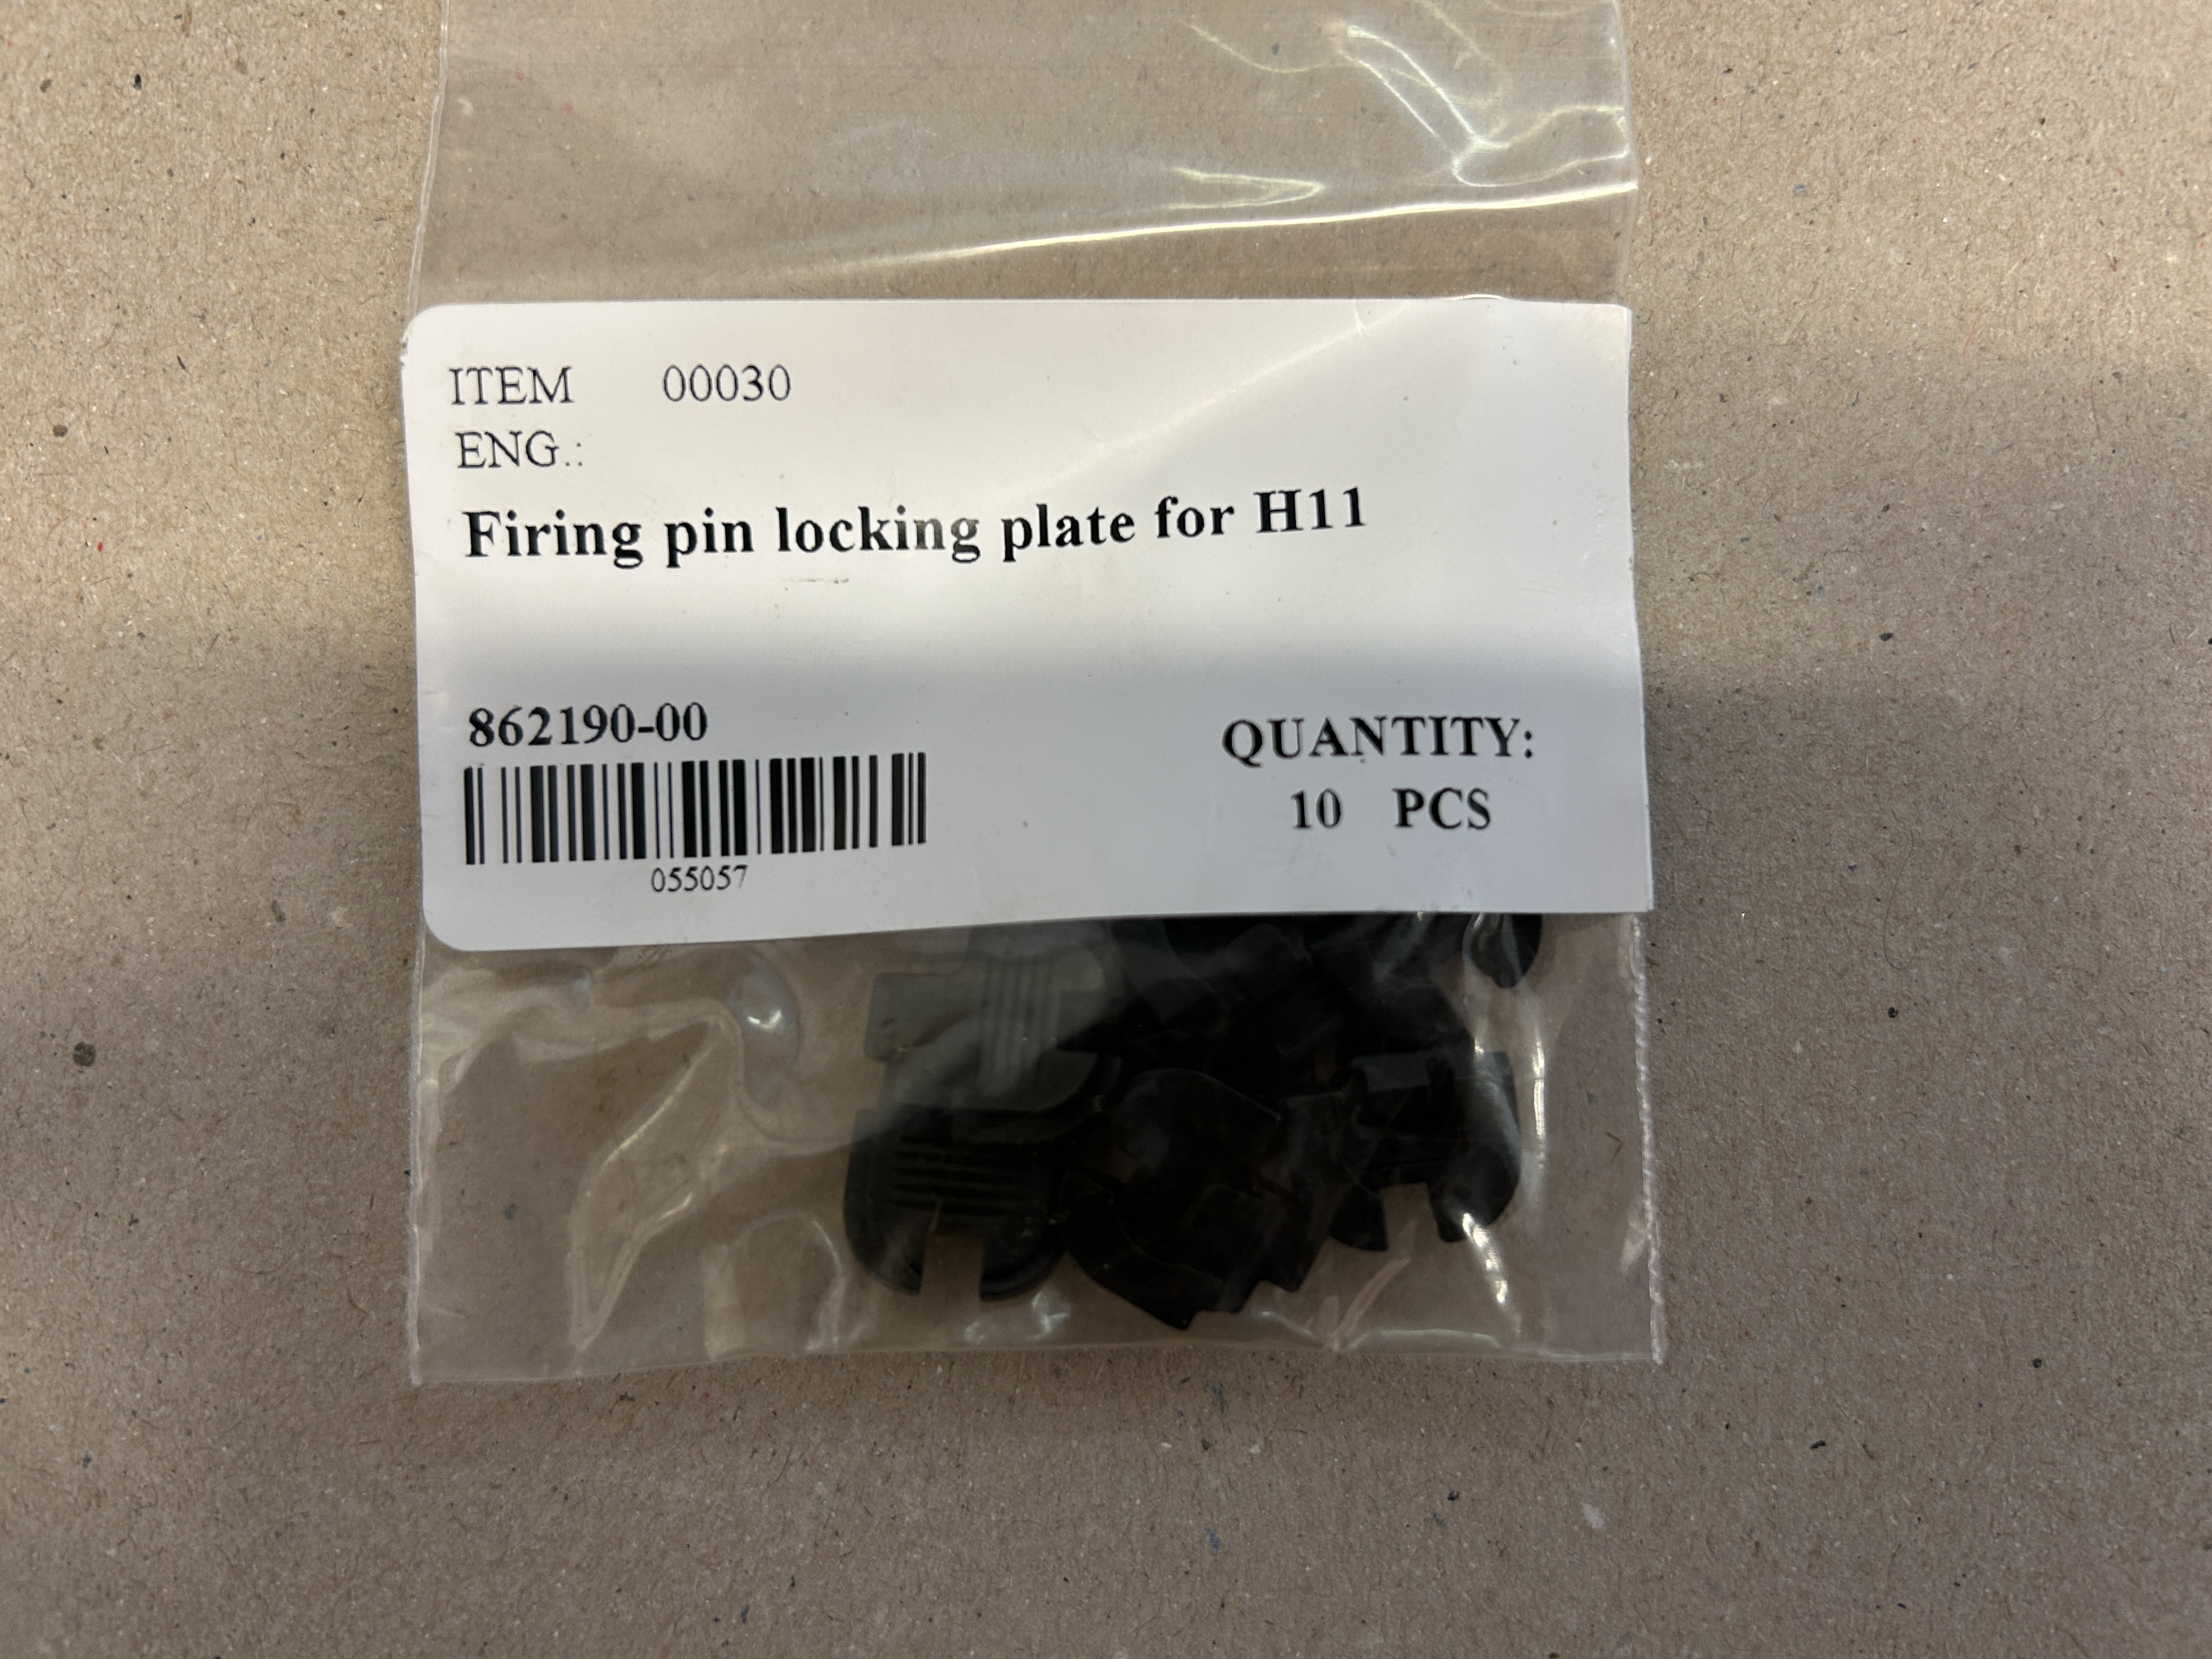 ITEM 00030
ENG.:
Firing pin locking plate for H11
862190-00
055057
QUANTITY:
10 PCS